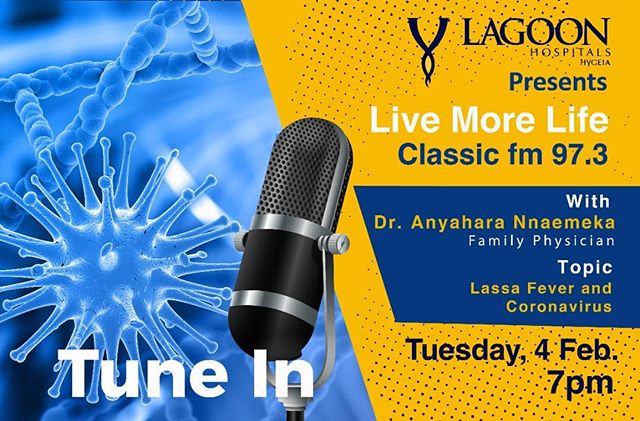 LAGOON
HOSPITALS
HYGEIA
Presents
Live More Life
Classic fm 97.3
With
Dr. Anyahara Nnaemeka
Family Physician
Topic
Lassa Fever and
Coronavirus
Tuesday, 4 Feb.
7pm
Tune In